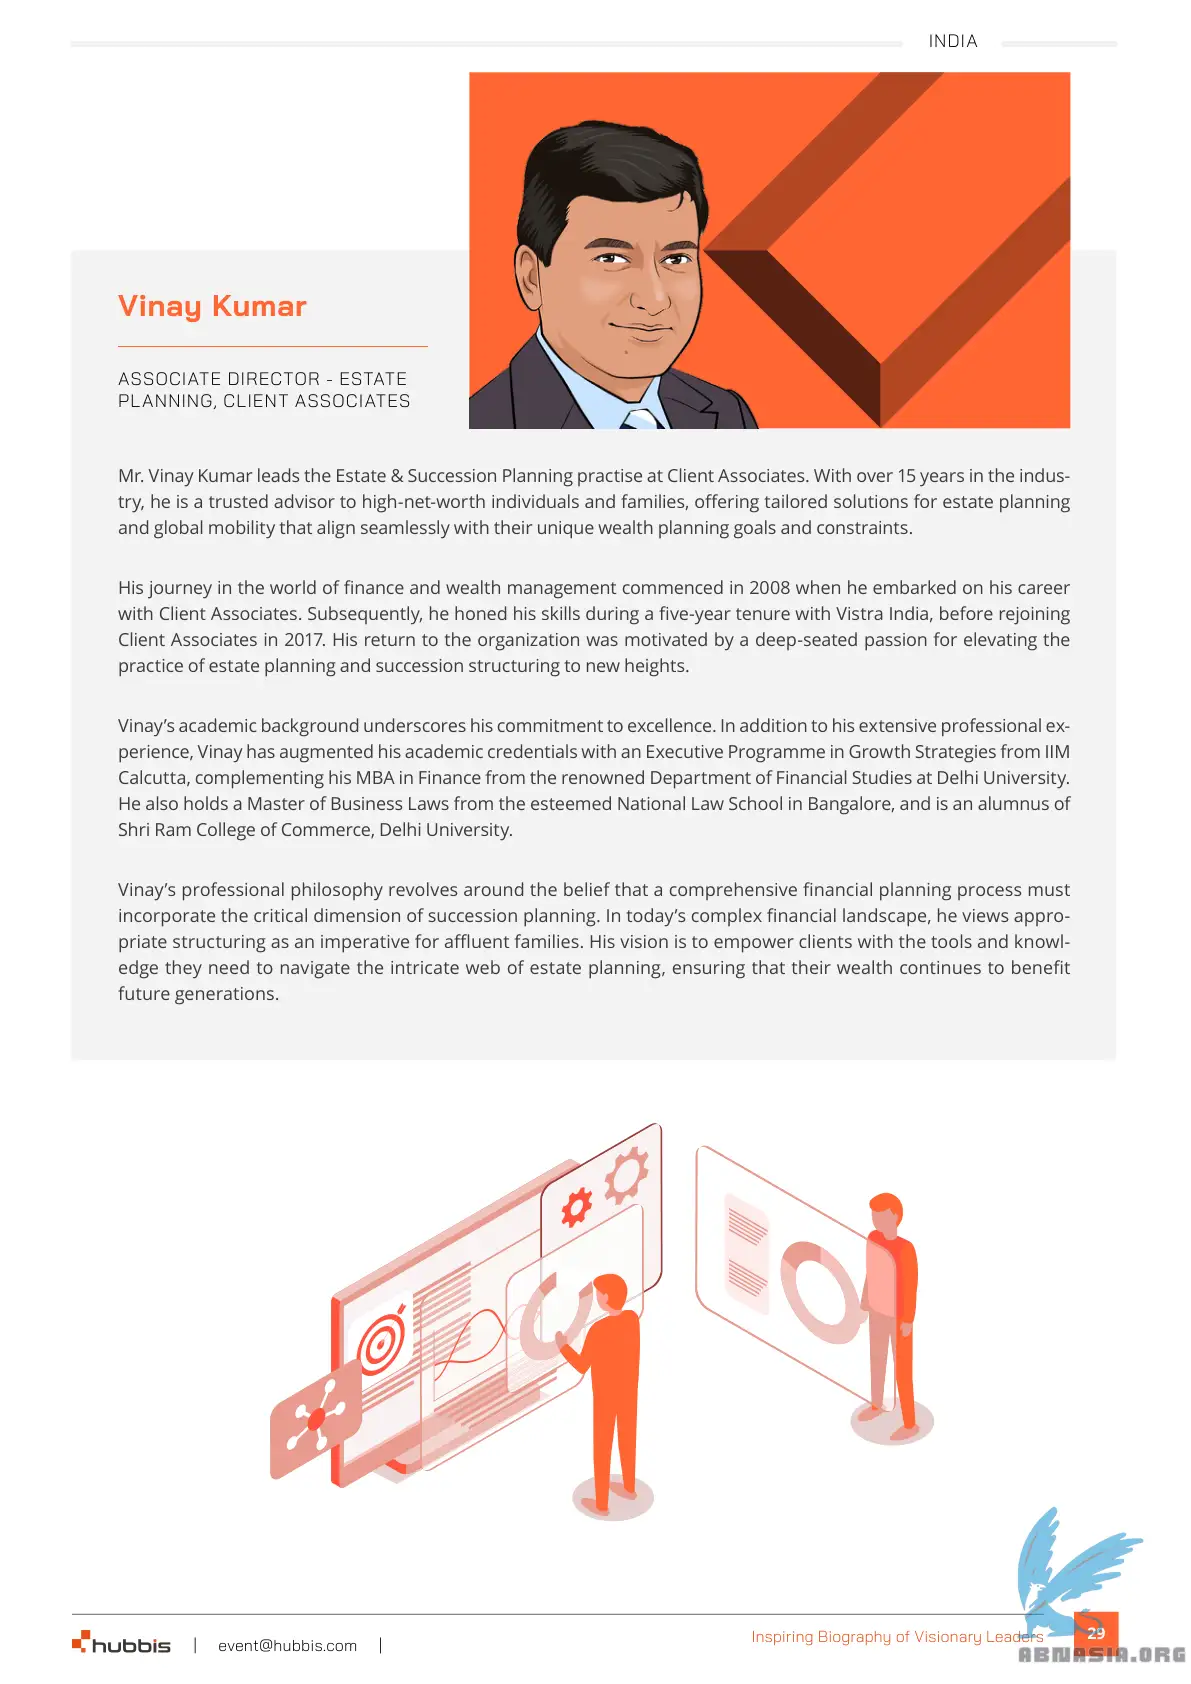 INDIA
Vinay Kumar
ASSOCIATE DIRECTOR - ESTATE
PLANNING, CLIENT ASSOCIATES
Mr. Vinay Kumar leads the Estate & Succession Planning practise at Client Associates. With over 15 years in the indus-
try, he is a trusted advisor to high-net-worth individuals and families, offering tailored solutions for estate planning
and global mobility that align seamlessly with their unique wealth planning goals and constraints.
His journey in the world of finance and wealth management commenced in 2008 when he embarked on his career
with Client Associates. Subsequently, he honed his skills during a five-year tenure with Vistra India, before rejoining
Client Associates in 2017. His return to the organization was motivated by a deep-seated passion for elevating the
practice of estate planning and succession structuring to new heights.
Vinay’s academic background underscores his commitment to excellence. In addition to his extensive professional ex-
perience, Vinay has augmented his academic credentials with an Executive Programme in Growth Strategies from IIM
Calcutta, complementing his MBA in Finance from the renowned Department of Financial Studies at Delhi University.
He also holds a Master of Business Laws from the esteemed National Law School in Bangalore, and is an alumnus of
Shri Ram College of Commerce, Delhi University.
Vinay’s professional philosophy revolves around the belief that a comprehensive financial planning process must
incorporate the critical dimension of succession planning. In today’s complex financial landscape, he views appro-
priate structuring as an imperative for affluent families. His vision is to empower clients with the tools and knowl-
edge they need to navigate the intricate web of estate planning, ensuring that their wealth continues to benefit
future generations.
hubbis | event@hubbis.com |
Inspiring Biography of Visionary Leaders 29
ABNASIA.ORG